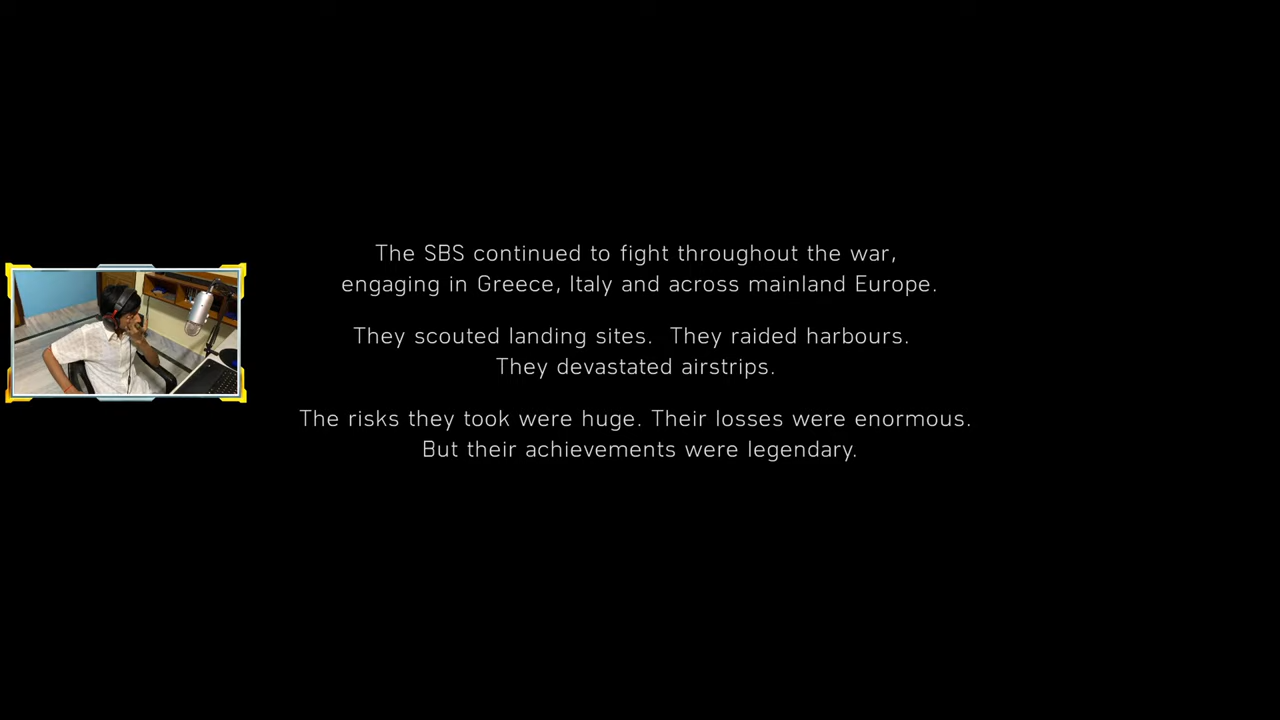 The SBS continued to fight throughout the war,
engaging in Greece, Italy and across mainland Europe.
They scouted landing sites.  They raided harbours.
They devastated airstrips.
The risks they took were huge. Their losses were enormous.
But their achievements were legendary.